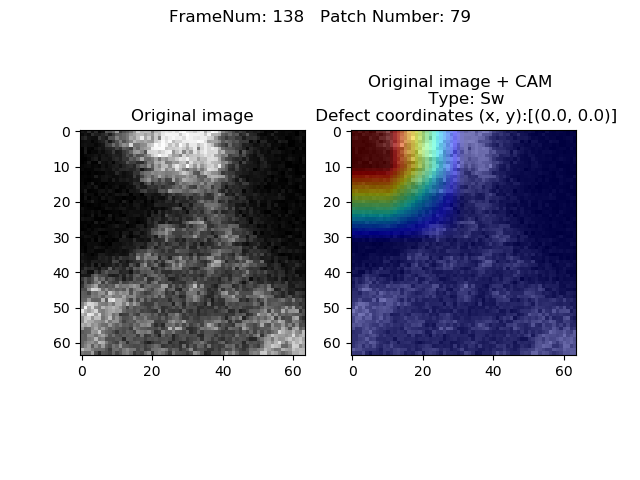 FrameNum: 138   Patch Number: 79
Original image
0
10
20
30
40
50
60
0 20 40 60
Original image + CAM
Type: Sw
Defect coordinates (x, y):[(0.0, 0.0)]
0
10
20
30
40
50
60
0 20 40 60